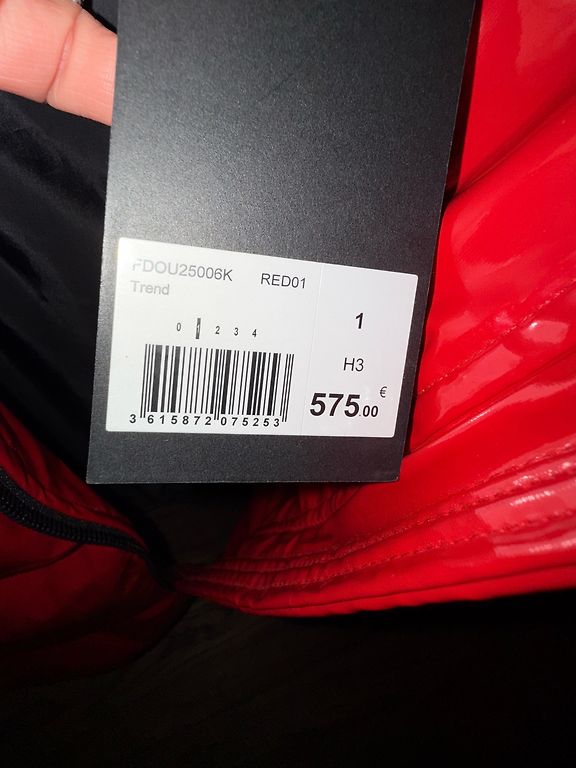 FDOU25006K RED01
Trend
0 1 2 3 4
1
H3
575.00 €
3 615872 075253